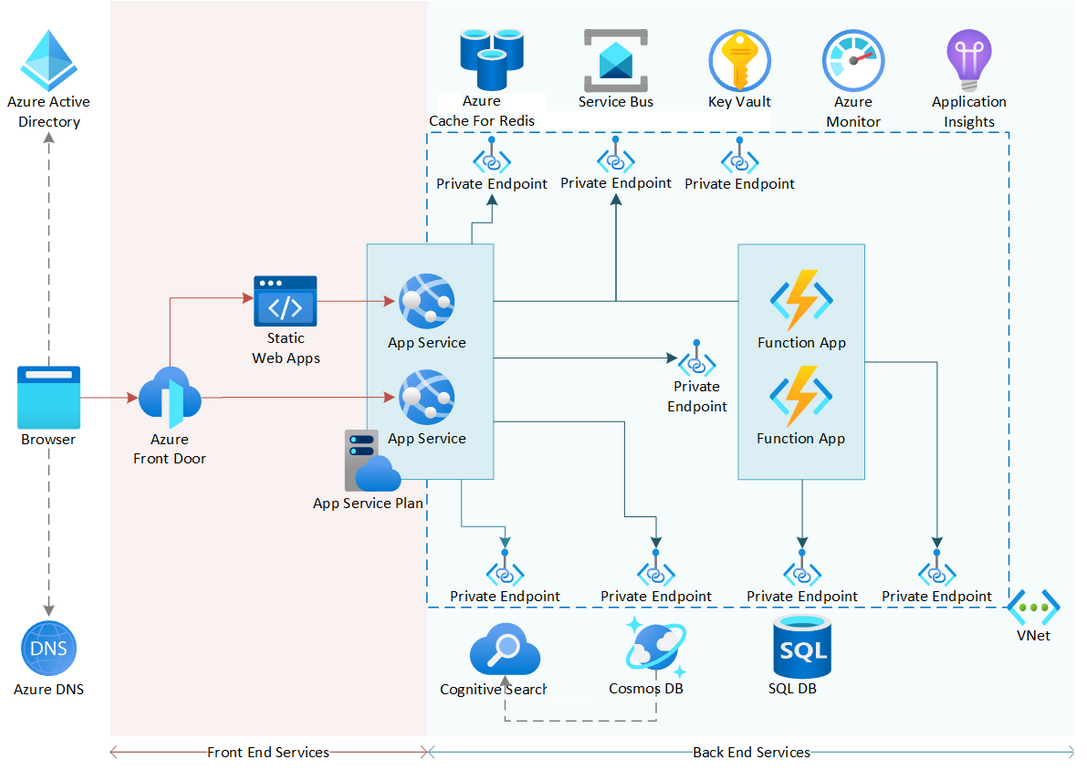 Azure Active
Directory
Azure
Cache For Redis
Service Bus
Key Vault
Azure
Monitor
Application
Insights
Private Endpoint
Private Endpoint
Private Endpoint
Static
Web Apps
App Service
Function App
Private
Endpoint
Browser
Azure
Front Door
App Service
Function App
App Service Plan
Private Endpoint
Private Endpoint
Private Endpoint
Private Endpoint
VNet
DNS
Azure DNS
Cognitive Search
Cosmos DB
SQL
SQL DB
Front End Services
Back End Services